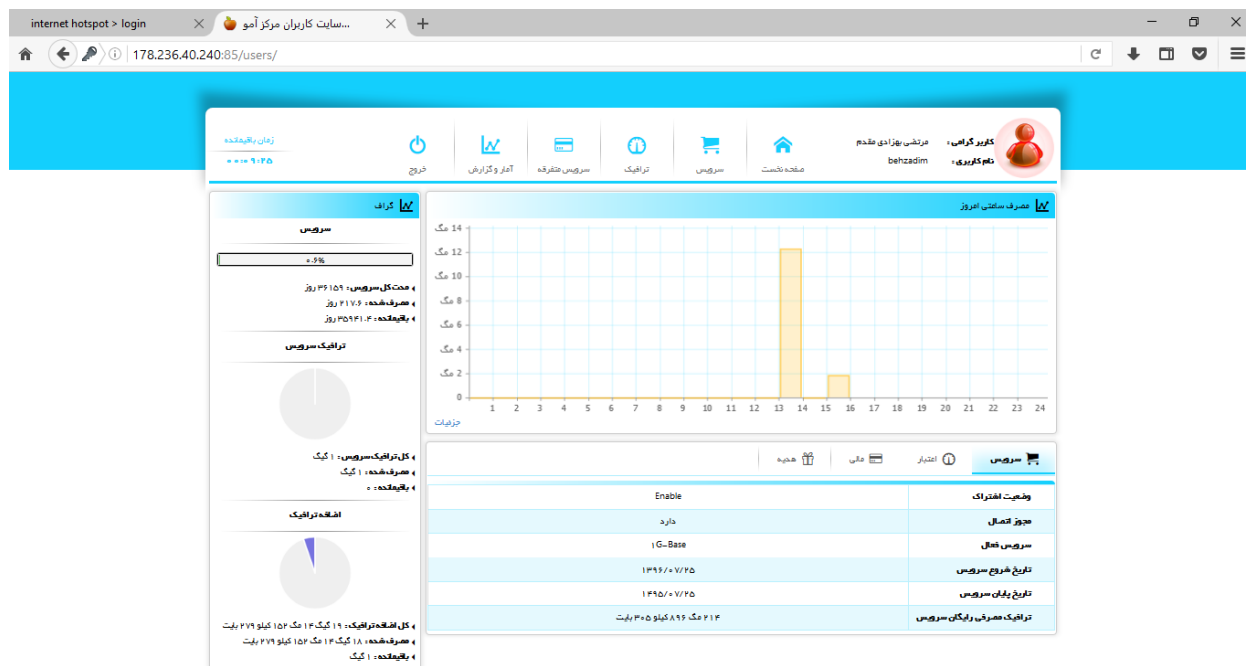 internet hotspot > login
سایت کاربران مرکز آمو...
178.236.40.240:85/users/
کاربر گرامی : مرتضی بهزادی مقدم
نام کاربری : behzadim
صفحه نخست
سرویس
ترافیک
سرویس متفرقه
آمار و گزارش
خروج
زمان باقیمانده
۰۰:۰۹:۲۵
مصرف ساعتی امروز
14 مگ
12 مگ
10 مگ
8 مگ
6 مگ
4 مگ
2 مگ
0
1 2 3 4 5 6 7 8 9 10 11 12 13 14 15 16 17 18 19 20 21 22 23 24
جزئیات
سرویس
اعتبار
مالی
هدیه
وضعیت اشتراک Enable
مجوز اتصال دارد
سرویس فعال ۱G-Base
تاریخ شروع سرویس ۱۳۹۶/۰۷/۲۵
تاریخ پایان سرویس ۱۴۹۵/۰۷/۲۵
ترافیک مصرفی رایگان سرویس ۲۱۴ مگ ۸۹۶ کیلو ۳۰۵ بایت
گراف
سرویس
۰.۶%
مدت کل سرویس : ۳۶۱۵۹ روز
مصرف شده : ۲۱۷.۶ روز
باقیمانده : ۳۵۹۴۱.۴ روز
ترافیک سرویس
کل ترافیک سرویس : ۱ گیگ
مصرف شده : ۱ گیگ
باقیمانده : ۰
اضافه ترافیک
کل اضافه ترافیک : ۱۹ گیگ ۱۴ مگ ۱۵۲ کیلو ۲۷۹ بایت
مصرف شده : ۱۸ گیگ ۱۴ مگ ۱۵۲ کیلو ۲۷۹ بایت
باقیمانده : ۱ گیگ